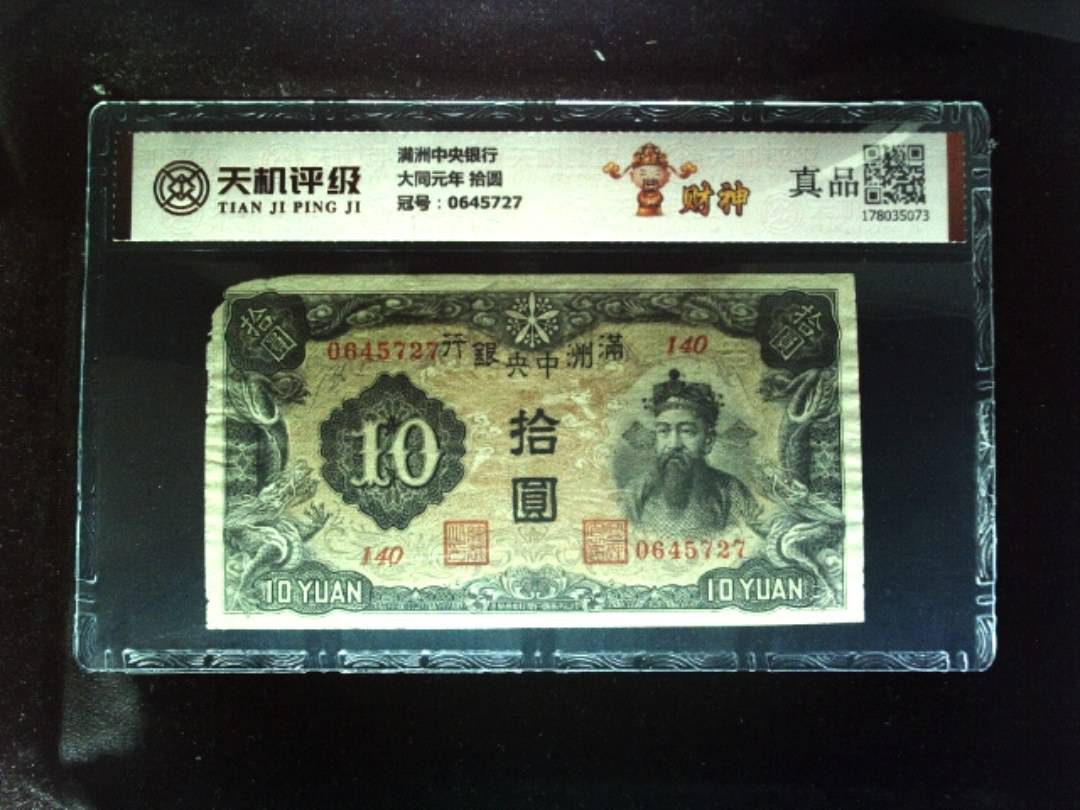 天机评级
TIAN JI PING JI
满洲中央银行
大同元年 拾圆
冠号：0645727
财神
真品
178035073
拾圓
拾圓
0645727
行銀央中洲滿
140
10
拾
圓
140
0645727
10 YUAN
10 YUAN